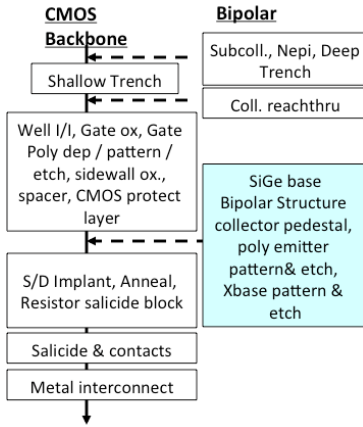 CMOS
Backbone
Shallow Trench
Well I/I, Gate ox, Gate
Poly dep / pattern /
etch, sidewall ox.,
spacer, CMOS protect
layer
S/D Implant, Anneal,
Resistor salicide block
Salicide & contacts
Metal interconnect
Bipolar
Subcoll., Nepi, Deep
Trench
Coll. reachthru
SiGe base
Bipolar Structure
collector pedestal,
poly emitter
pattern& etch,
Xbase pattern &
etch